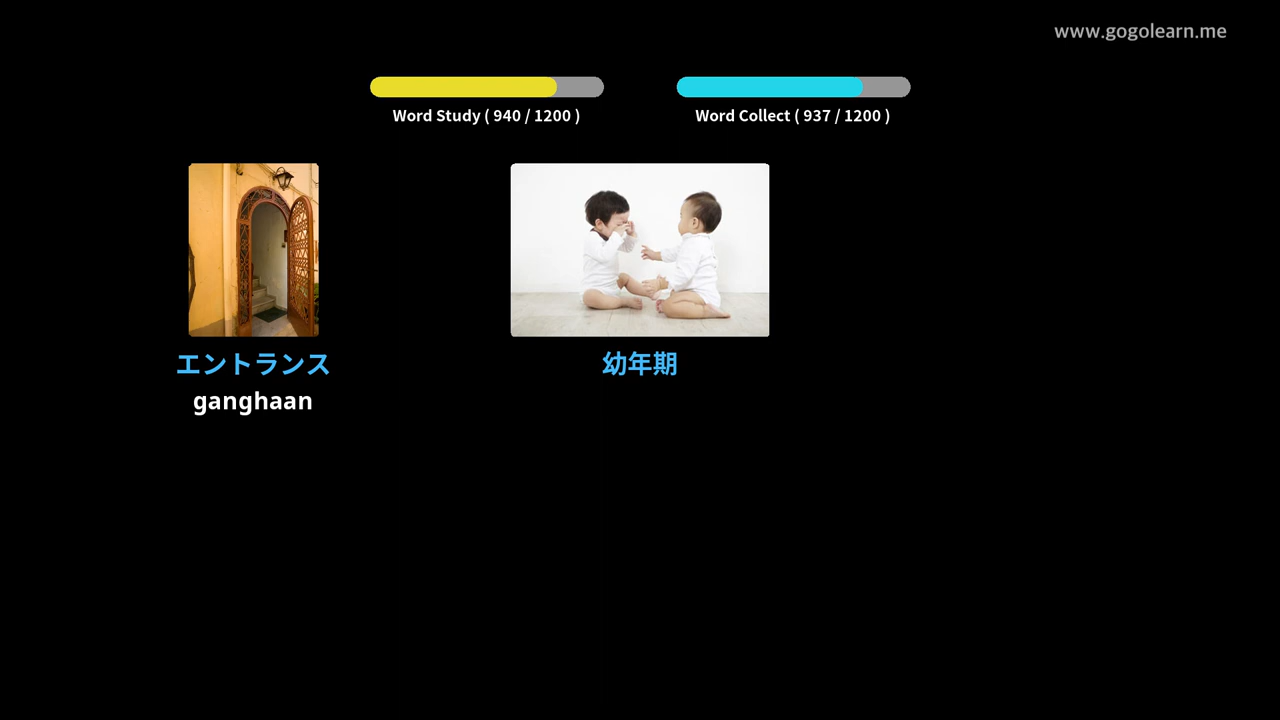 www.gogolearn.me
Word Study ( 940 / 1200 )
Word Collect ( 937 / 1200 )
エントランス
ganghaan
幼年期